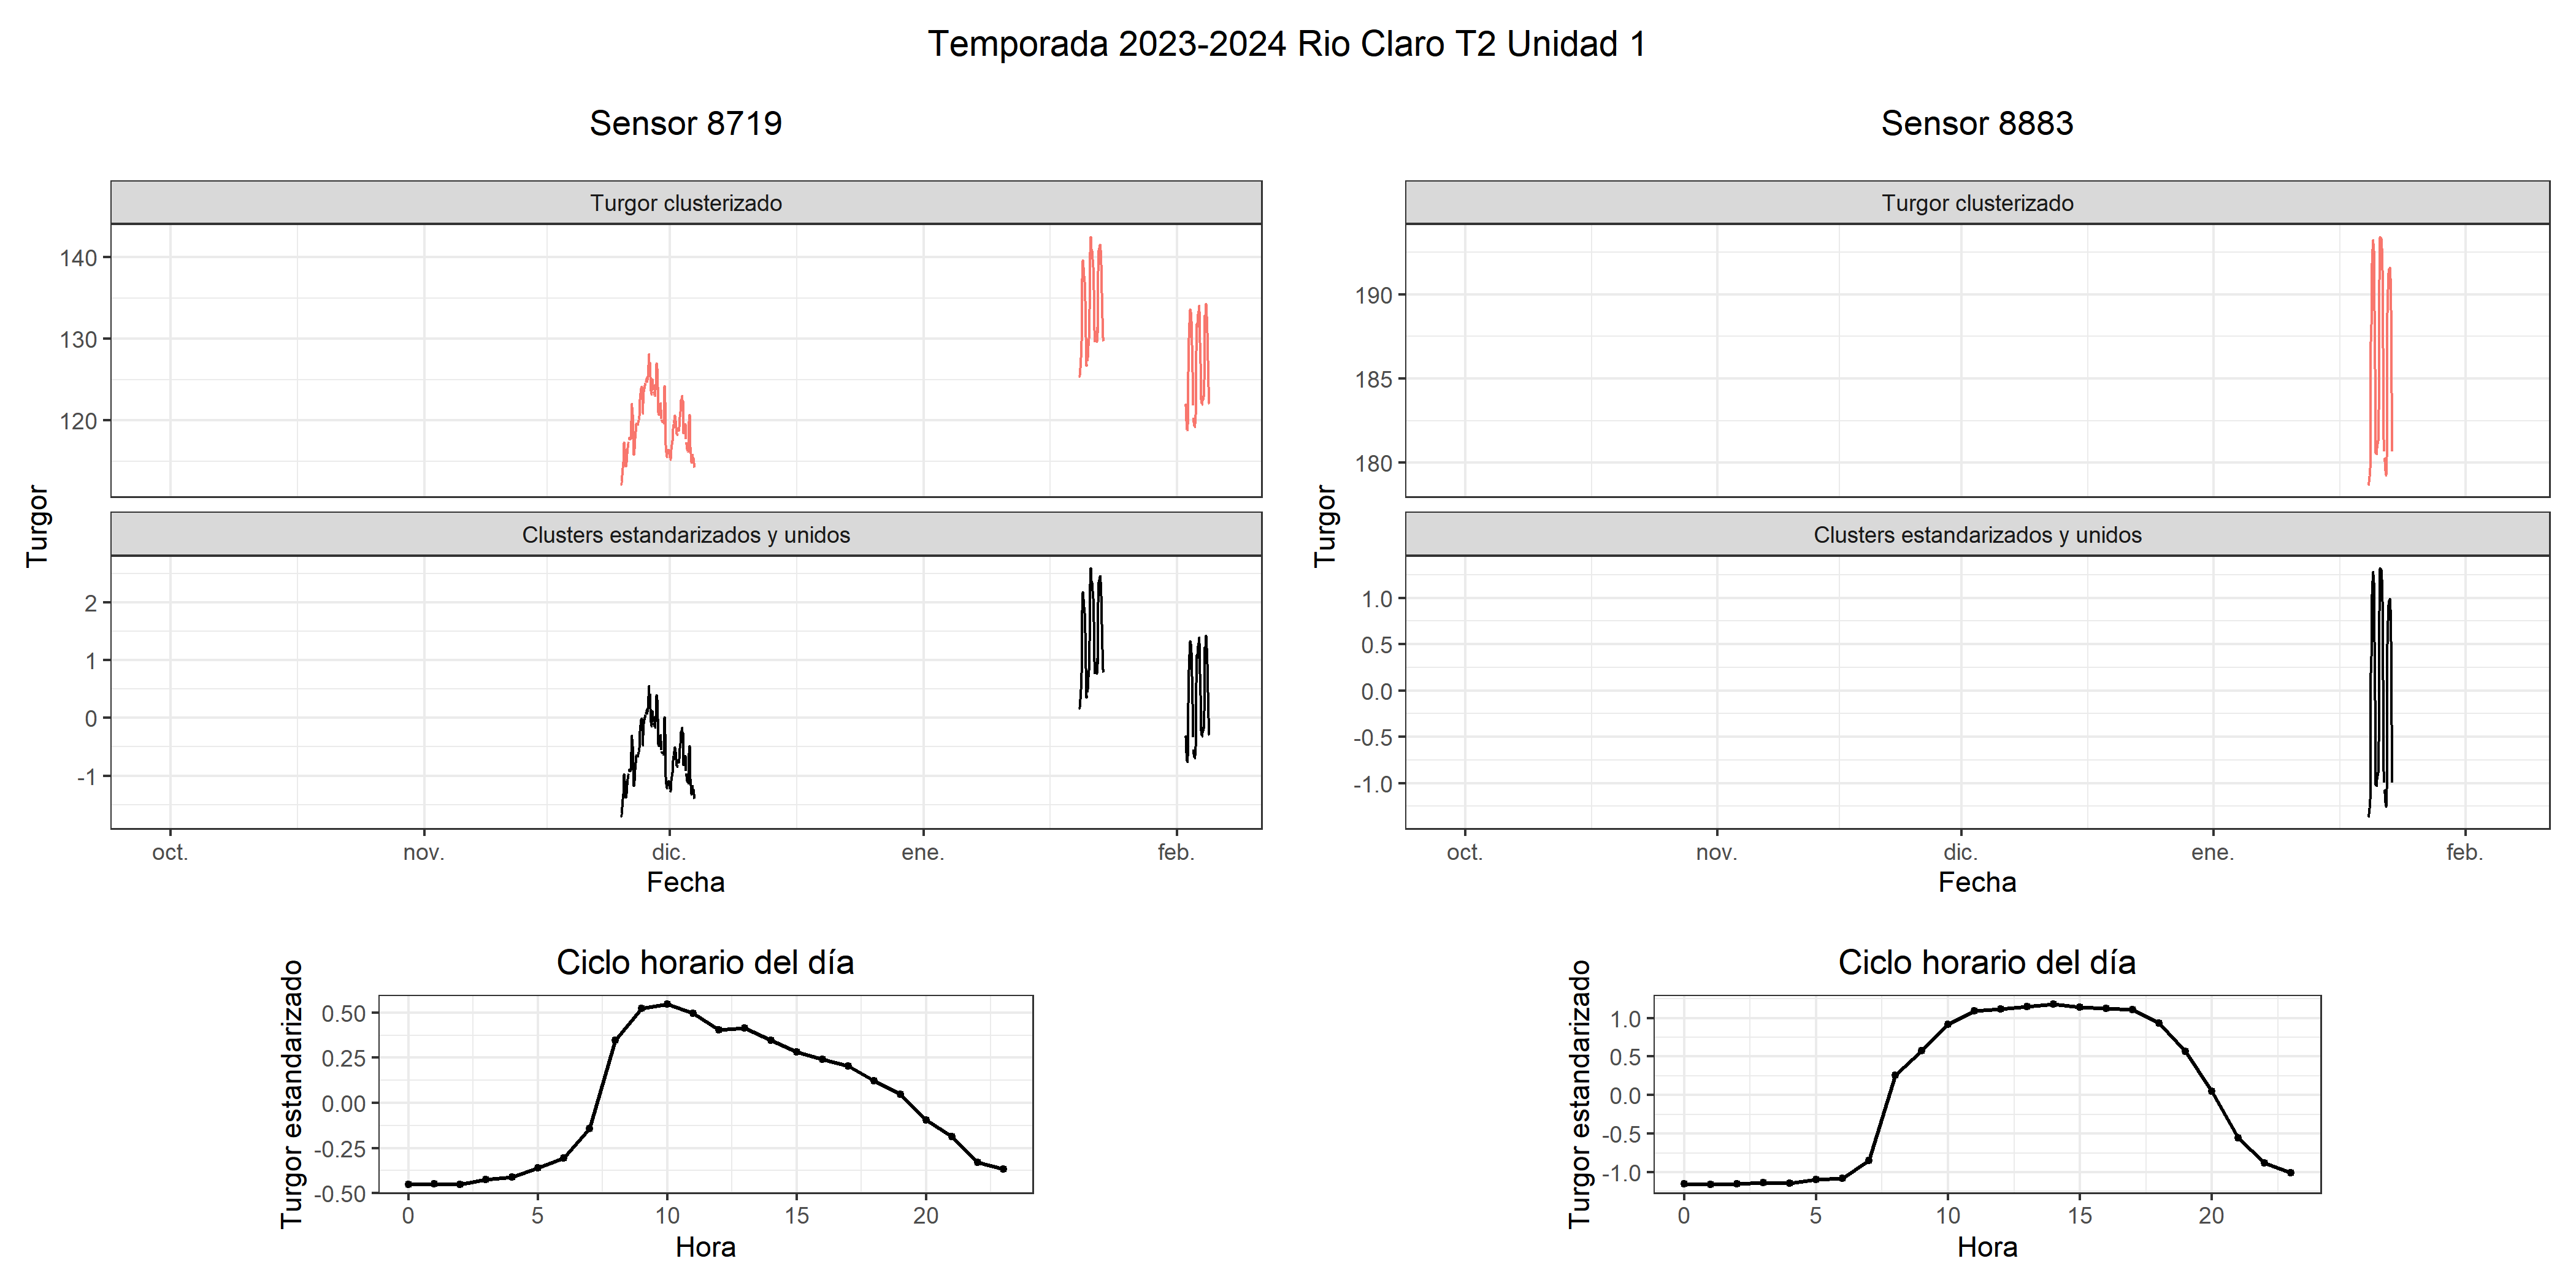 Temporada 2023-2024 Rio Claro T2 Unidad 1
Sensor 8719
Turgor clusterizado
140
130
120
Turgor
Clusters estandarizados y unidos
2
1
0
-1
oct. nov. dic. ene. feb.
Fecha
Sensor 8883
Turgor clusterizado
190
185
180
Turgor
Clusters estandarizados y unidos
1.0
0.5
0.0
-0.5
-1.0
oct. nov. dic. ene. feb.
Fecha
Ciclo horario del día
Turgor estandarizado
0.50
0.25
0.00
-0.25
-0.50
0 5 10 15 20
Hora
Ciclo horario del día
Turgor estandarizado
1.0
0.5
0.0
-0.5
-1.0
0 5 10 15 20
Hora